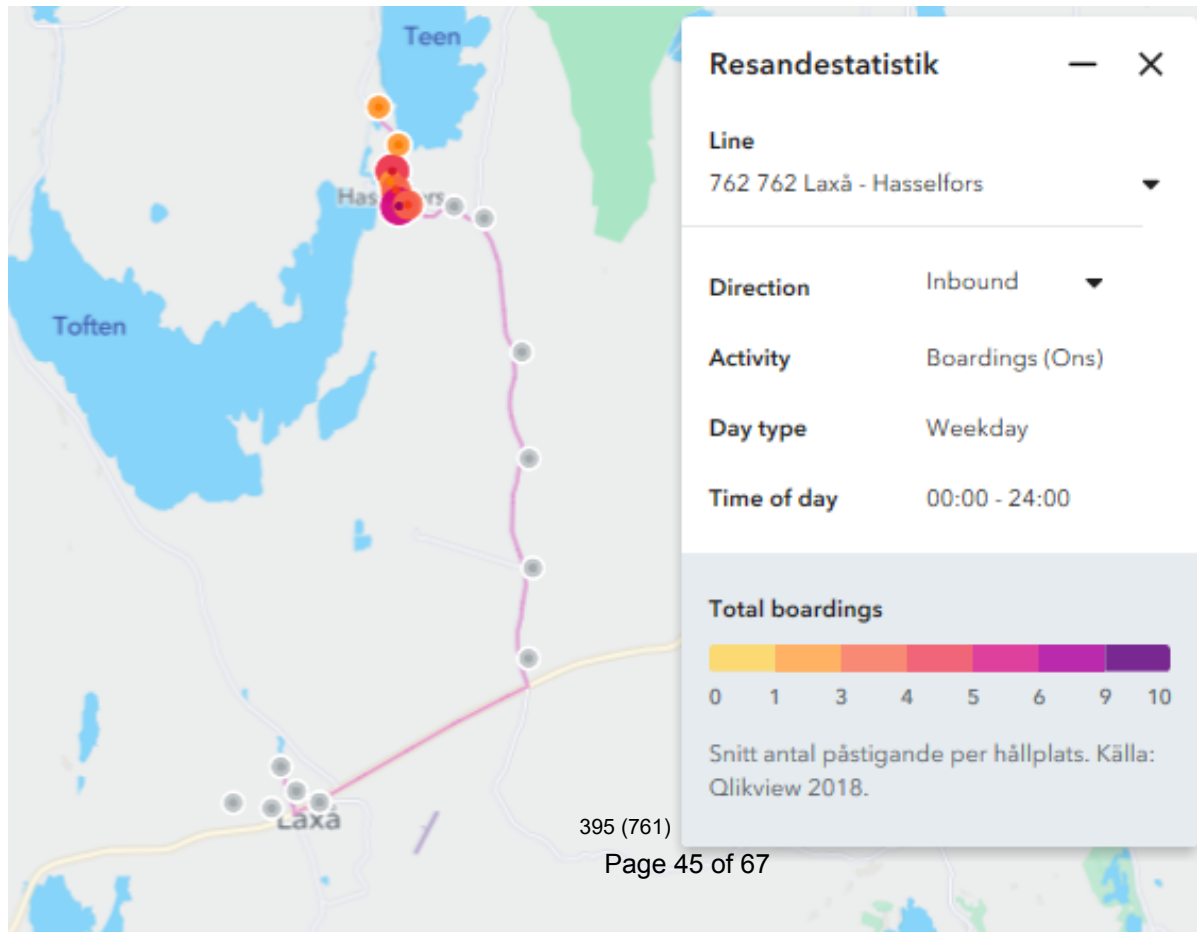 Teen
Toften
Laxå
Resandestatistik
Line
762 762 Laxå - Hasselfors
Direction
Inbound
Activity
Boardings (Ons)
Day type
Weekday
Time of day
00:00 - 24:00
Total boardings
0 1 3 4 5 6 9 10
Snitt antal påstigande per hållplats. Källa:
Qlikview 2018.
395 (761)
Page 45 of 67